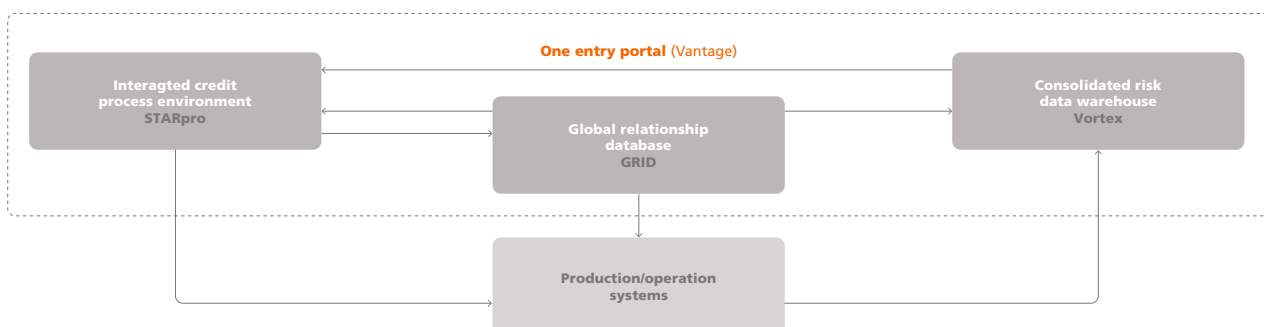 One entry portal (Vantage)
Interagted credit
process environment
STARpro
Consolidated risk
data warehouse
Vortex
Global relationship
database
GRID
Production/operation
systems